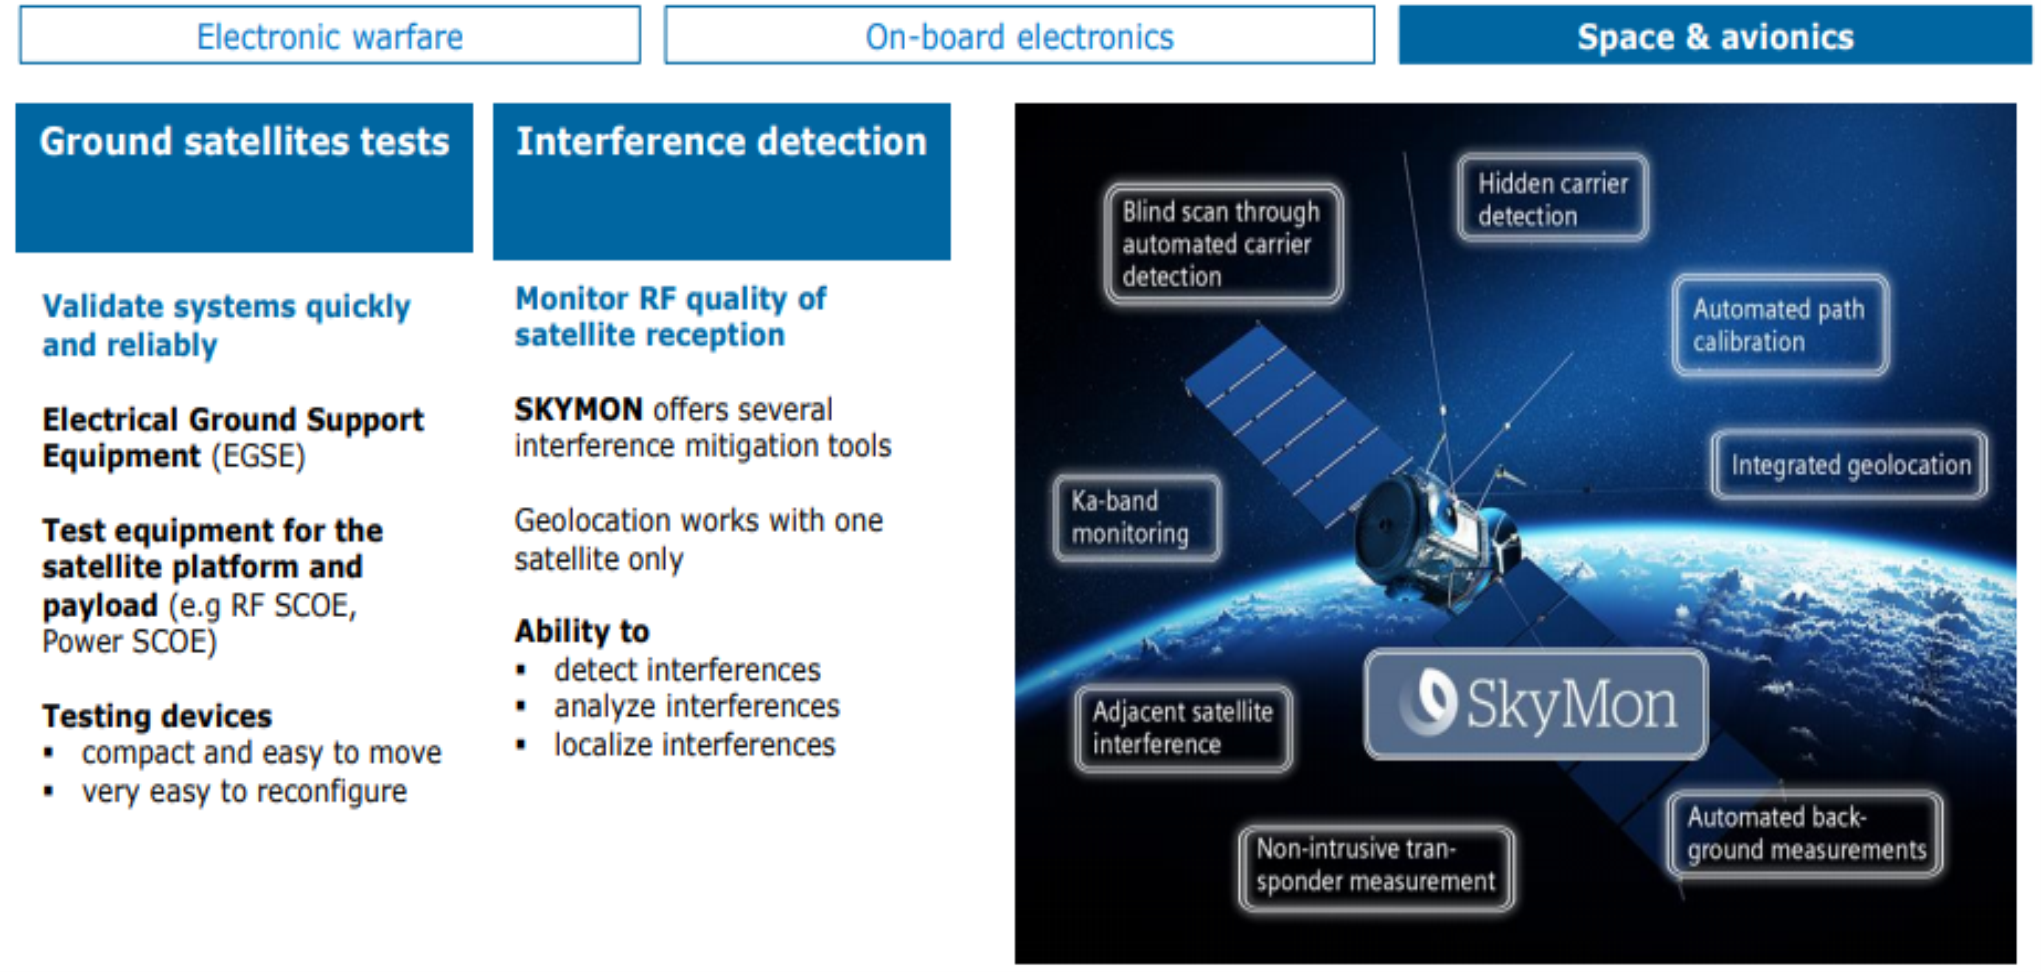 Electronic warfare
On-board electronics
Space & avionics
Ground satellites tests
Validate systems quickly
and reliably
Electrical Ground Support
Equipment (EGSE)
Test equipment for the
satellite platform and
payload (e.g RF SCOE,
Power SCOE)
Testing devices
▪ compact and easy to move
▪ very easy to reconfigure
Interference detection
Monitor RF quality of
satellite reception
SKYMON offers several
interference mitigation tools
Geolocation works with one
satellite only
Ability to
▪ detect interferences
▪ analyze interferences
▪ localize interferences
Blind scan through
automated carrier
detection
Hidden carrier
detection
Automated path
calibration
Integrated geolocation
Ka-band
monitoring
Adjacent satellite
interference
SkyMon
Automated back-
ground measurements
Non-intrusive tran-
sponder measurement